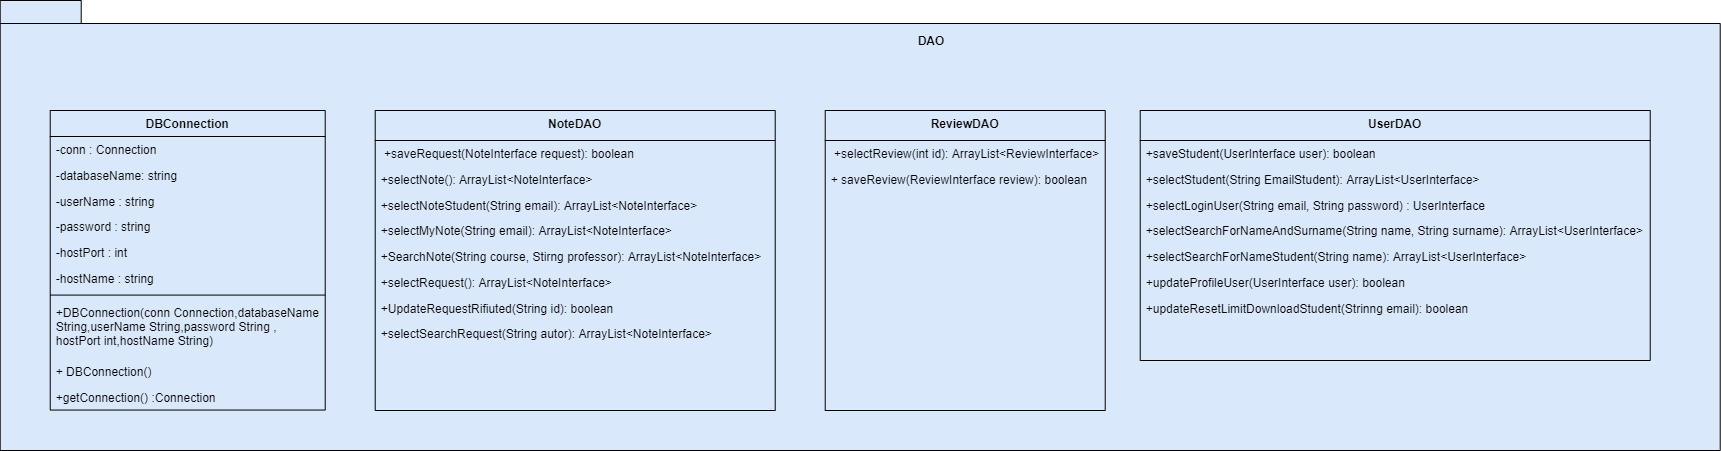 DAO
DBConnection
-conn : Connection
-databaseName: string
-userName : string
-password : string
-hostPort : int
-hostName : string
+DBConnection(conn Connection,databaseName
String,userName String,password String ,
hostPort int,hostName String)
+ DBConnection()
+getConnection() :Connection
NoteDAO
+saveRequest(NoteInterface request): boolean
+selectNote(): ArrayList<NoteInterface>
+selectNoteStudent(String email): ArrayList<NoteInterface>
+selectMyNote(String email): ArrayList<NoteInterface>
+SearchNote(String course, Stirng professor): ArrayList<NoteInterface>
+selectRequest(): ArrayList<NoteInterface>
+UpdateRequestRifiuted(String id): boolean
+selectSearchRequest(String autor): ArrayList<NoteInterface>
ReviewDAO
+selectReview(int id): ArrayList<ReviewInterface>
+ saveReview(ReviewInterface review): boolean
UserDAO
+saveStudent(UserInterface user): boolean
+selectStudent(String EmailStudent): ArrayList<UserInterface>
+selectLoginUser(String email, String password) : UserInterface
+selectSearchForNameAndSurname(String name, String surname): ArrayList<UserInterface>
+selectSearchForNameStudent(String name): ArrayList<UserInterface>
+updateProfileUser(UserInterface user): boolean
+updateResetLimitDownloadStudent(Strinng email): boolean